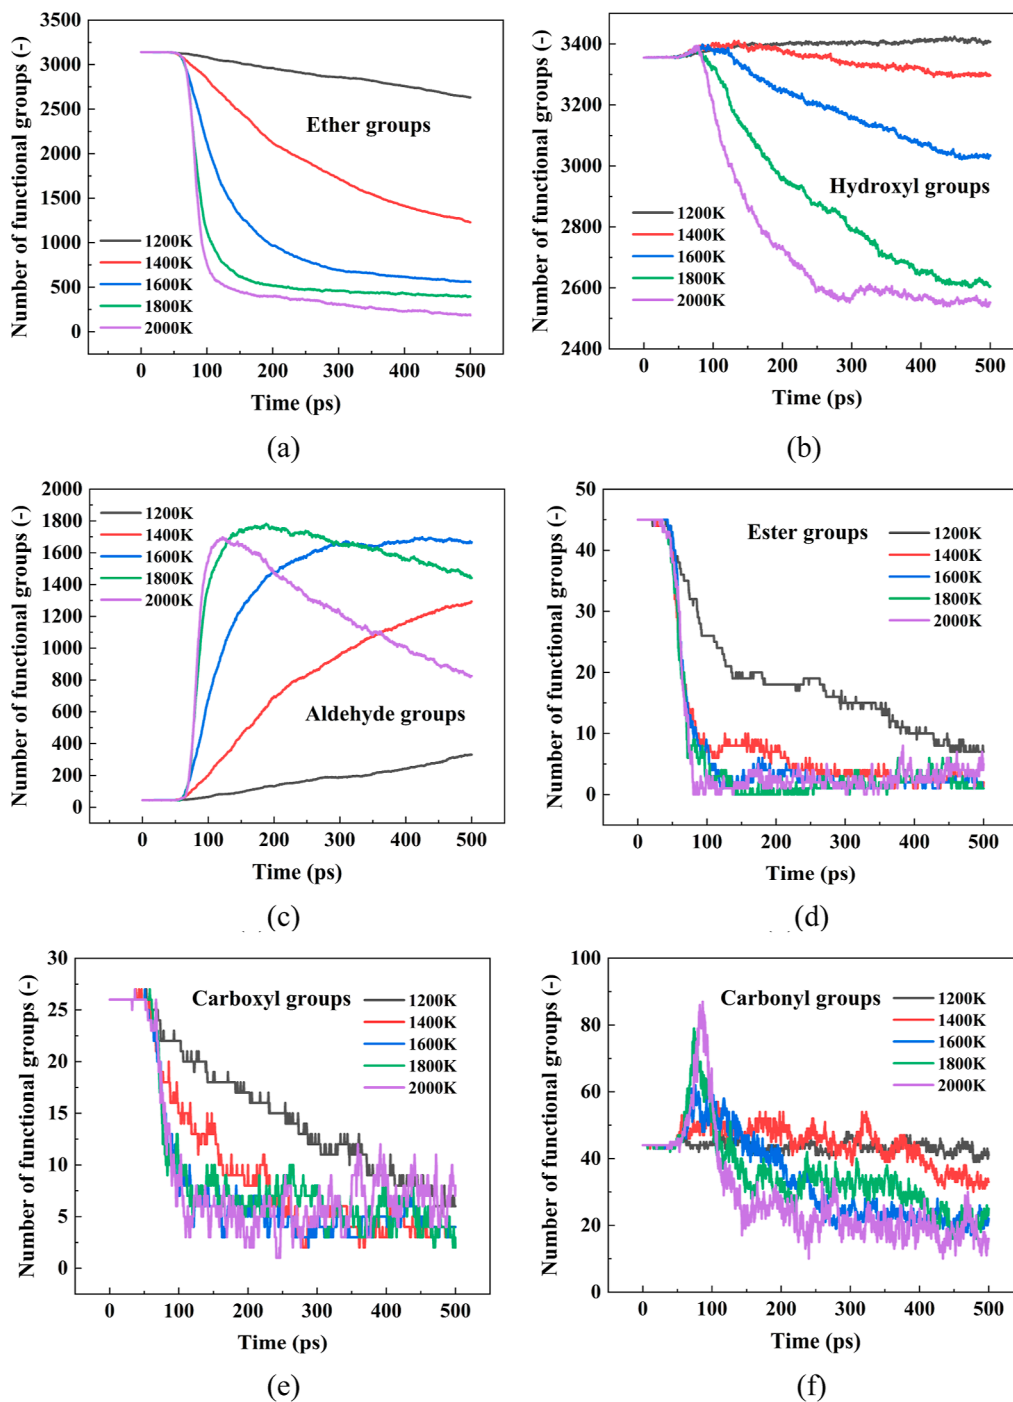 Number of functional groups (-)
3500
3000
2500
2000
1500
1000
500
0
Ether groups
1200K
1400K
1600K
1800K
2000K
0 100 200 300 400 500
Time (ps)
(a)
Number of functional groups (-)
3400
3200
3000
2800
2600
2400
Hydroxyl groups
1200K
1400K
1600K
1800K
2000K
0 100 200 300 400 500
Time (ps)
(b)
Number of functional groups (-)
2000
1800
1600
1400
1200
1000
800
600
400
200
0
1200K
1400K
1600K
1800K
2000K
Aldehyde groups
0 100 200 300 400 500
Time (ps)
(c)
Number of functional groups (-)
50
40
30
20
10
0
Ester groups
1200K
1400K
1600K
1800K
2000K
0 100 200 300 400 500
Time (ps)
(d)
Number of functional groups (-)
30
25
20
15
10
5
0
Carboxyl groups
1200K
1400K
1600K
1800K
2000K
0 100 200 300 400 500
Time (ps)
(e)
Number of functional groups (-)
100
80
60
40
20
0
Carbonyl groups
1200K
1400K
1600K
1800K
2000K
0 100 200 300 400 500
Time (ps)
(f)